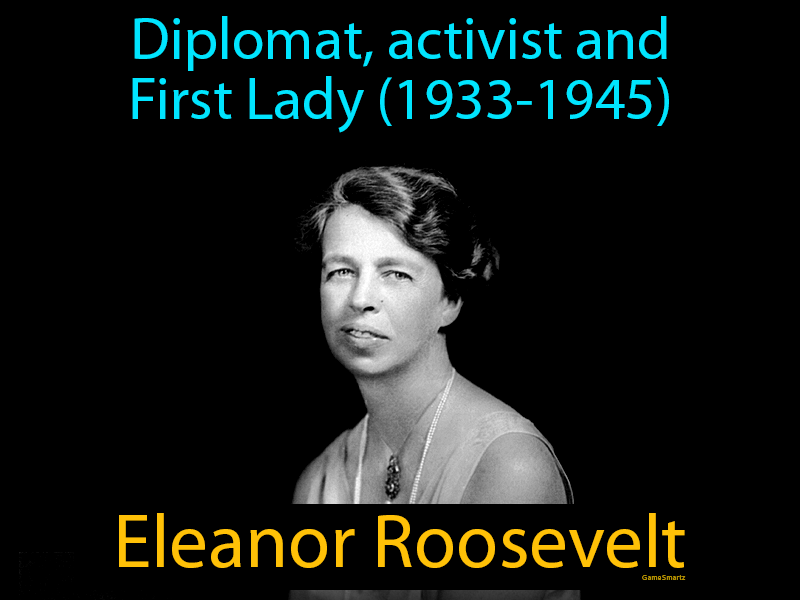 Diplomat, activist and
First Lady (1933-1945)
Eleanor Roosevelt
GameSmartz